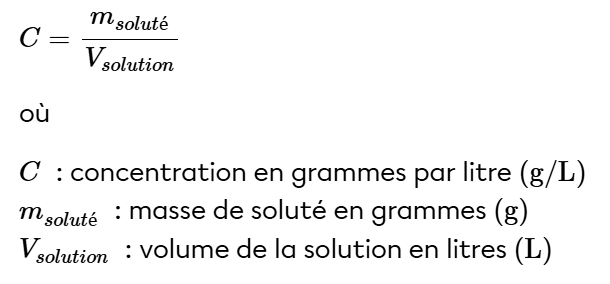 C = m_soluté / V_solution
où
C : concentration en grammes par litre (g/L)
m_soluté : masse de soluté en grammes (g)
V_solution : volume de la solution en litres (L)